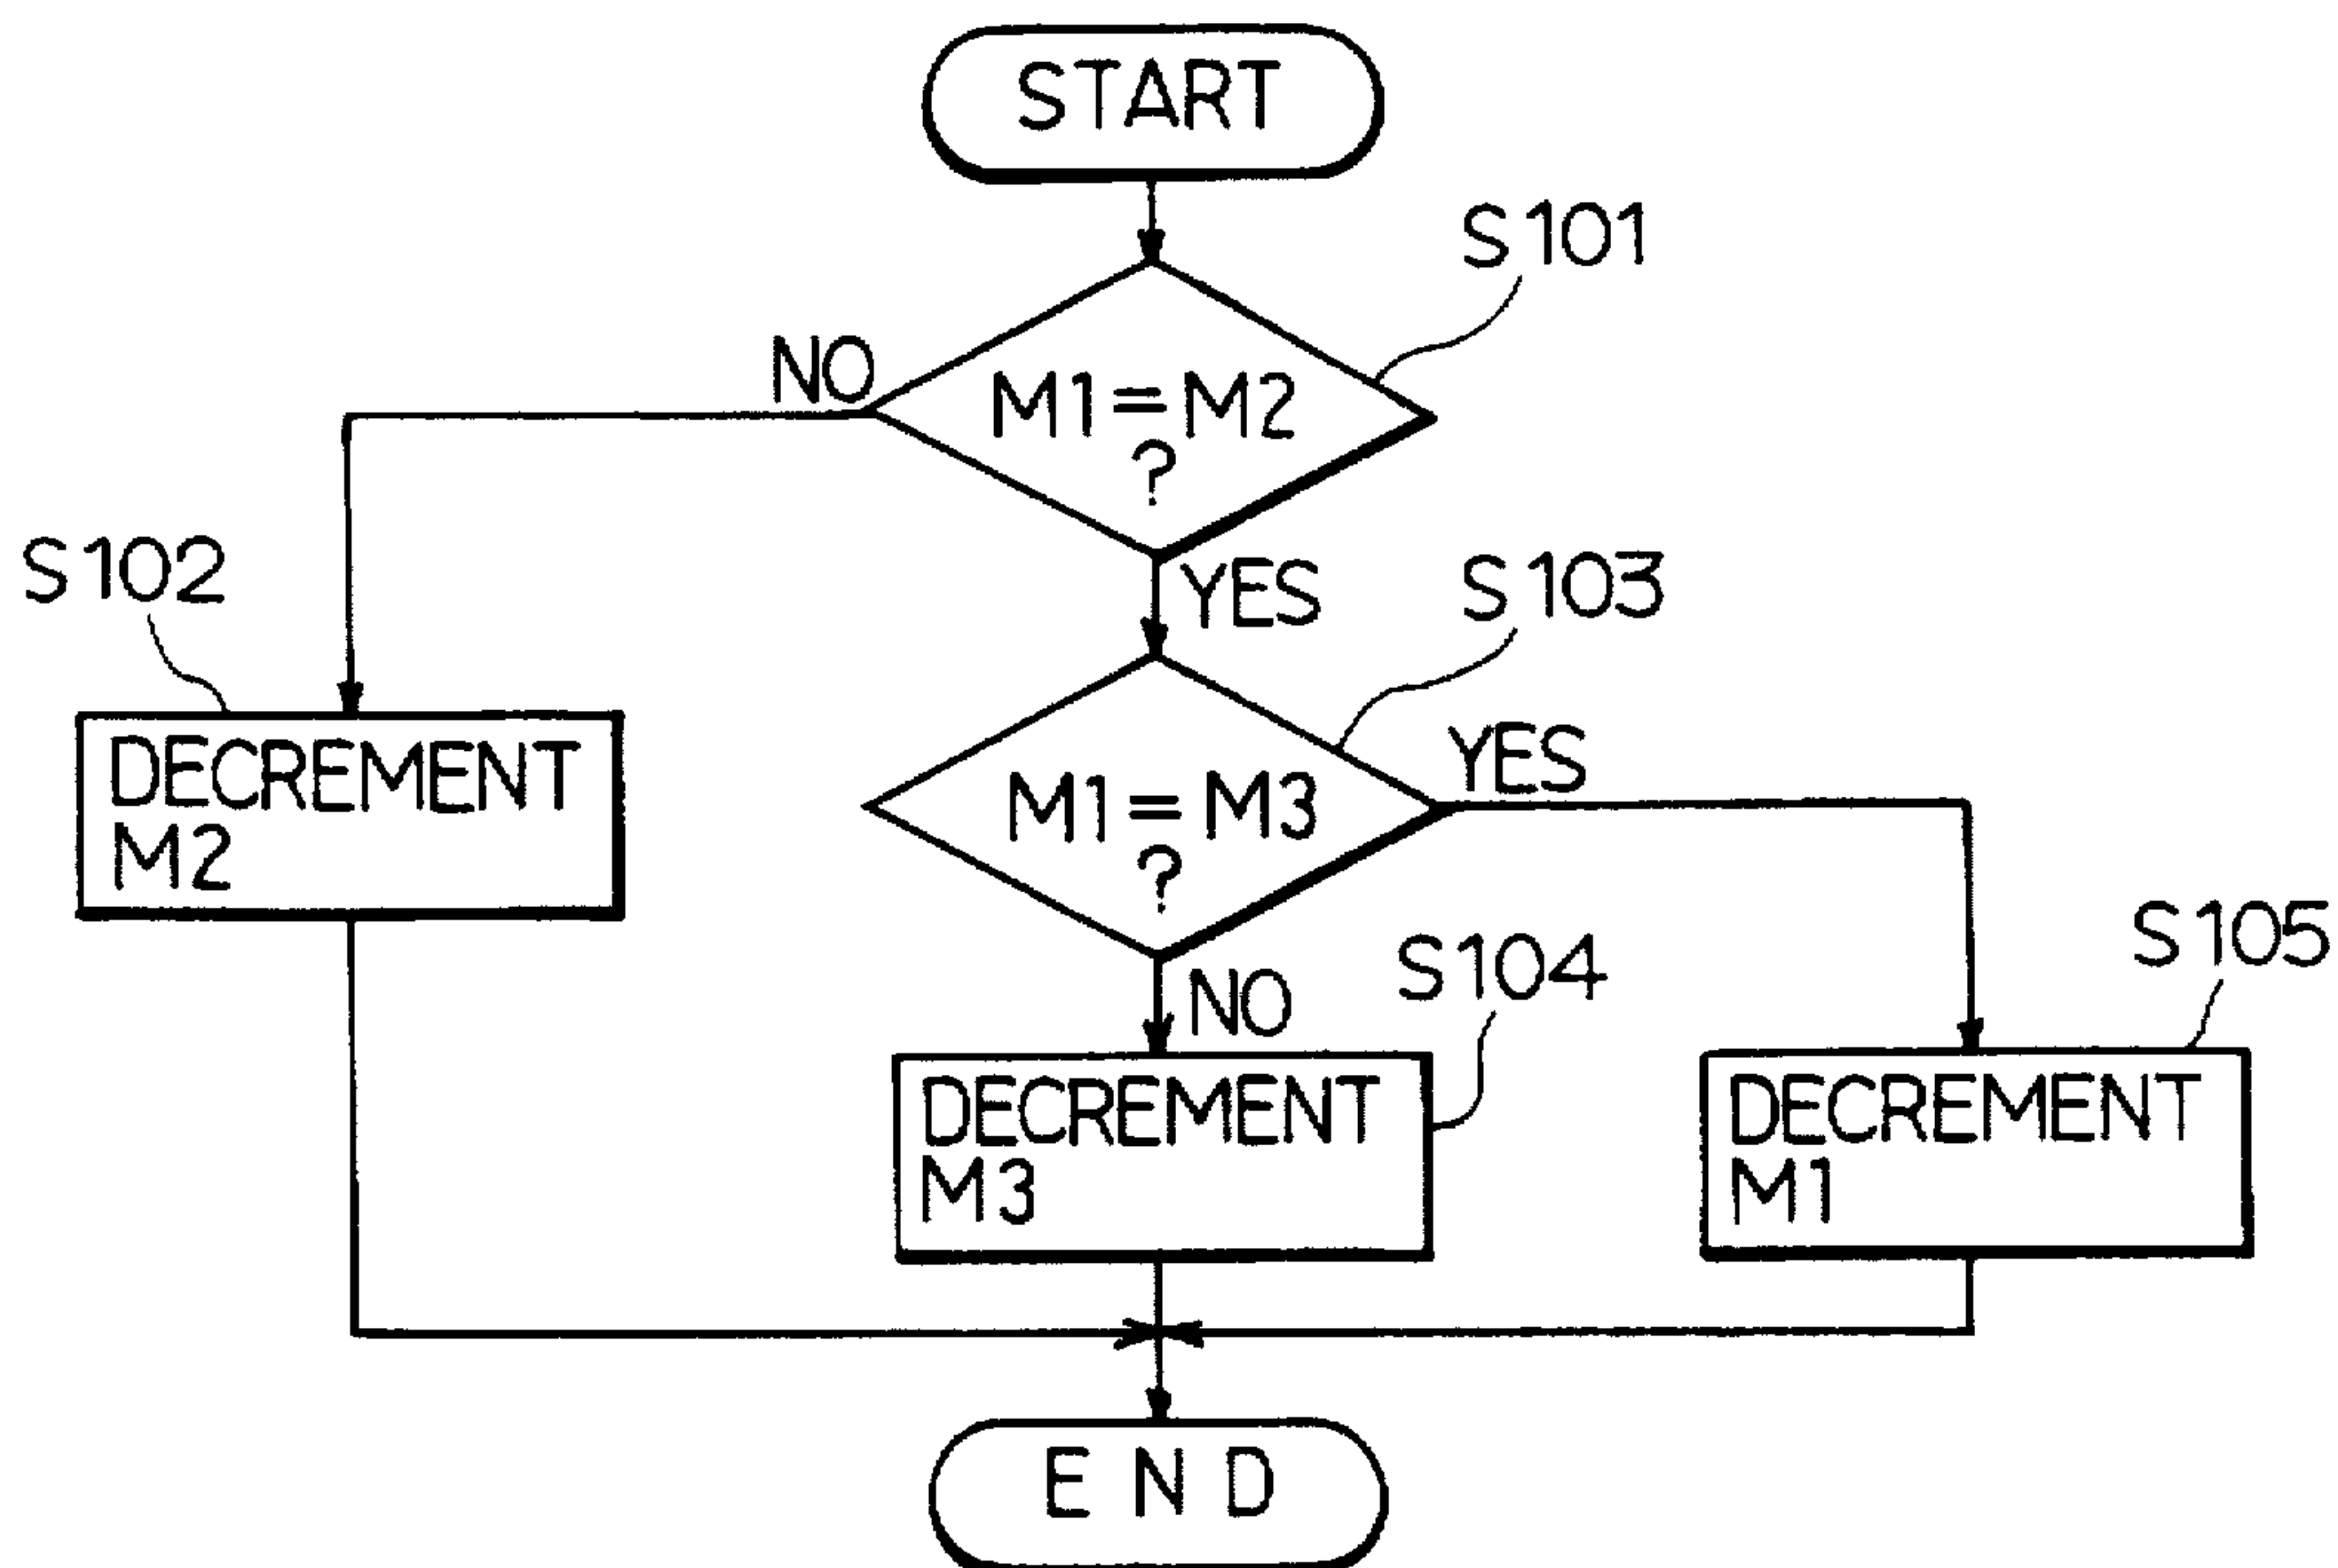 START
S101
NO
M1=M2
?
YES
S102
S103
DECREMENT
M2
M1=M3
?
YES
NO
S104
S105
DECREMENT
M3
DECREMENT
M1
END